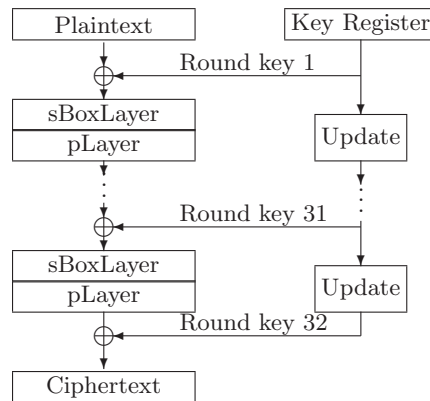 Plaintext
Key Register
Round key 1
sBoxLayer
pLayer
Update
Round key 31
sBoxLayer
pLayer
Update
Round key 32
Ciphertext